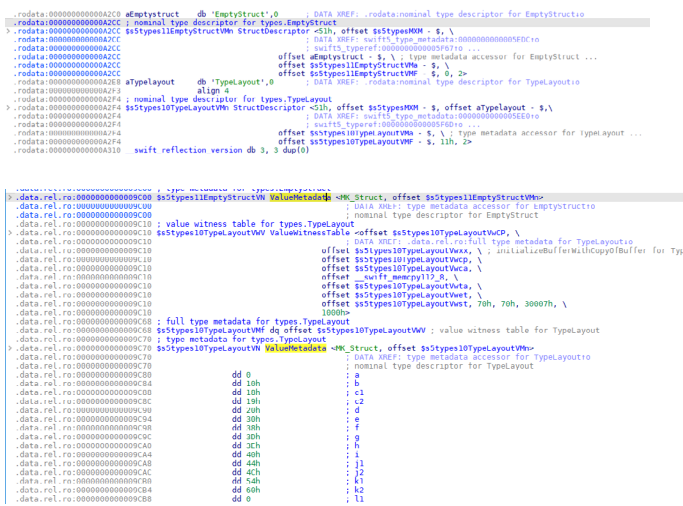 .rodata:000000000000A2C0 aEmptystruct db 'EmptyStruct',0 ; DATA XREF: .rodata:nominal type descriptor for EmptyStruct↑o
.rodata:000000000000A2CC ; nominal type descriptor for types.EmptyStruct
> .rodata:000000000000A2CC $s5types11EmptyStructVMn StructDescriptor <51h, offset $s5typesMXM - $, \
.rodata:000000000000A2CC ; DATA XREF: swift5_type_metadata:0000000000005EDC↑o
.rodata:000000000000A2CC ; swift5_typeref:0000000000005F67↑o ...
.rodata:000000000000A2CC offset aEmptystruct - $, \ ; type metadata accessor for EmptyStruct ...
.rodata:000000000000A2CC offset $s5types11EmptyStructVMa - $, \
.rodata:000000000000A2CC offset $s5types11EmptyStructVMF - $, 0, 2>
.rodata:000000000000A2E8 aTypelayout db 'TypeLayout',0 ; DATA XREF: .rodata:nominal type descriptor for TypeLayout↑o
.rodata:000000000000A2F3 align 4
.rodata:000000000000A2F4 ; nominal type descriptor for types.TypeLayout
> .rodata:000000000000A2F4 $s5types10TypeLayoutVMn StructDescriptor <51h, offset $s5typesMXM - $, offset aTypelayout - $,\
.rodata:000000000000A2F4 ; DATA XREF: swift5_type_metadata:0000000000005EE0↑o
.rodata:000000000000A2F4 ; swift5_typeref:0000000000005F6D↑o ...
.rodata:000000000000A2F4 offset $s5types10TypeLayoutVMa - $, \ ; type metadata accessor for TypeLayout ...
.rodata:000000000000A2F4 offset $s5types10TypeLayoutVMF - $, 11h, 2>
.rodata:000000000000A310 __swift_reflection_version db 3, 3 dup(0)
> .data.rel.ro:0000000000009C00 $s5types11EmptyStructVN ValueMetadata <MK_Struct, offset $s5types11EmptyStructVMn>
.data.rel.ro:0000000000009C00 ; DATA XREF: type metadata accessor for EmptyStruct↑o
.data.rel.ro:0000000000009C00 ; nominal type descriptor for EmptyStruct
.data.rel.ro:0000000000009C10 ; value witness table for types.TypeLayout
> .data.rel.ro:0000000000009C10 $s5types10TypeLayoutVWV ValueWitnessTable <offset $s5types10TypeLayoutVwCP, \
.data.rel.ro:0000000000009C10 ; DATA XREF: .data.rel.ro:full type metadata for TypeLayout↓o
.data.rel.ro:0000000000009C10 offset $s5types10TypeLayoutVwxx, \ ; initializeBufferWithCopyOfBuffer for Typ
.data.rel.ro:0000000000009C10 offset $s5types10TypeLayoutVwcp, \
.data.rel.ro:0000000000009C10 offset $s5types10TypeLayoutVwca, \
.data.rel.ro:0000000000009C10 offset __swift_memcpy112_8, \
.data.rel.ro:0000000000009C10 offset $s5types10TypeLayoutVwta, \
.data.rel.ro:0000000000009C10 offset $s5types10TypeLayoutVwet, \
.data.rel.ro:0000000000009C10 offset $s5types10TypeLayoutVwst, 70h, 70h, 30007h, \
.data.rel.ro:0000000000009C10 1000h>
.data.rel.ro:0000000000009C68 ; full type metadata for types.TypeLayout
.data.rel.ro:0000000000009C68 $s5types10TypeLayoutVMf dq offset $s5types10TypeLayoutVWV ; value witness table for TypeLayout
.data.rel.ro:0000000000009C70 ; type metadata for types.TypeLayout
> .data.rel.ro:0000000000009C70 $s5types10TypeLayoutVN ValueMetadata <MK_Struct, offset $s5types10TypeLayoutVMn>
.data.rel.ro:0000000000009C70 ; DATA XREF: type metadata accessor for TypeLayout↑o
.data.rel.ro:0000000000009C70 ; nominal type descriptor for TypeLayout
.data.rel.ro:0000000000009C80 dd 0 ; a
.data.rel.ro:0000000000009C84 dd 10h ; b
.data.rel.ro:0000000000009C88 dd 18h ; c1
.data.rel.ro:0000000000009C8C dd 19h ; c2
.data.rel.ro:0000000000009C90 dd 20h ; d
.data.rel.ro:0000000000009C94 dd 30h ; e
.data.rel.ro:0000000000009C98 dd 38h ; f
.data.rel.ro:0000000000009C9C dd 3Dh ; g
.data.rel.ro:0000000000009CA0 dd 3Eh ; h
.data.rel.ro:0000000000009CA4 dd 40h ; i
.data.rel.ro:0000000000009CA8 dd 44h ; j1
.data.rel.ro:0000000000009CAC dd 4Ch ; j2
.data.rel.ro:0000000000009CB0 dd 54h ; k1
.data.rel.ro:0000000000009CB4 dd 60h ; k2
.data.rel.ro:0000000000009CB8 dd 0 ; l1